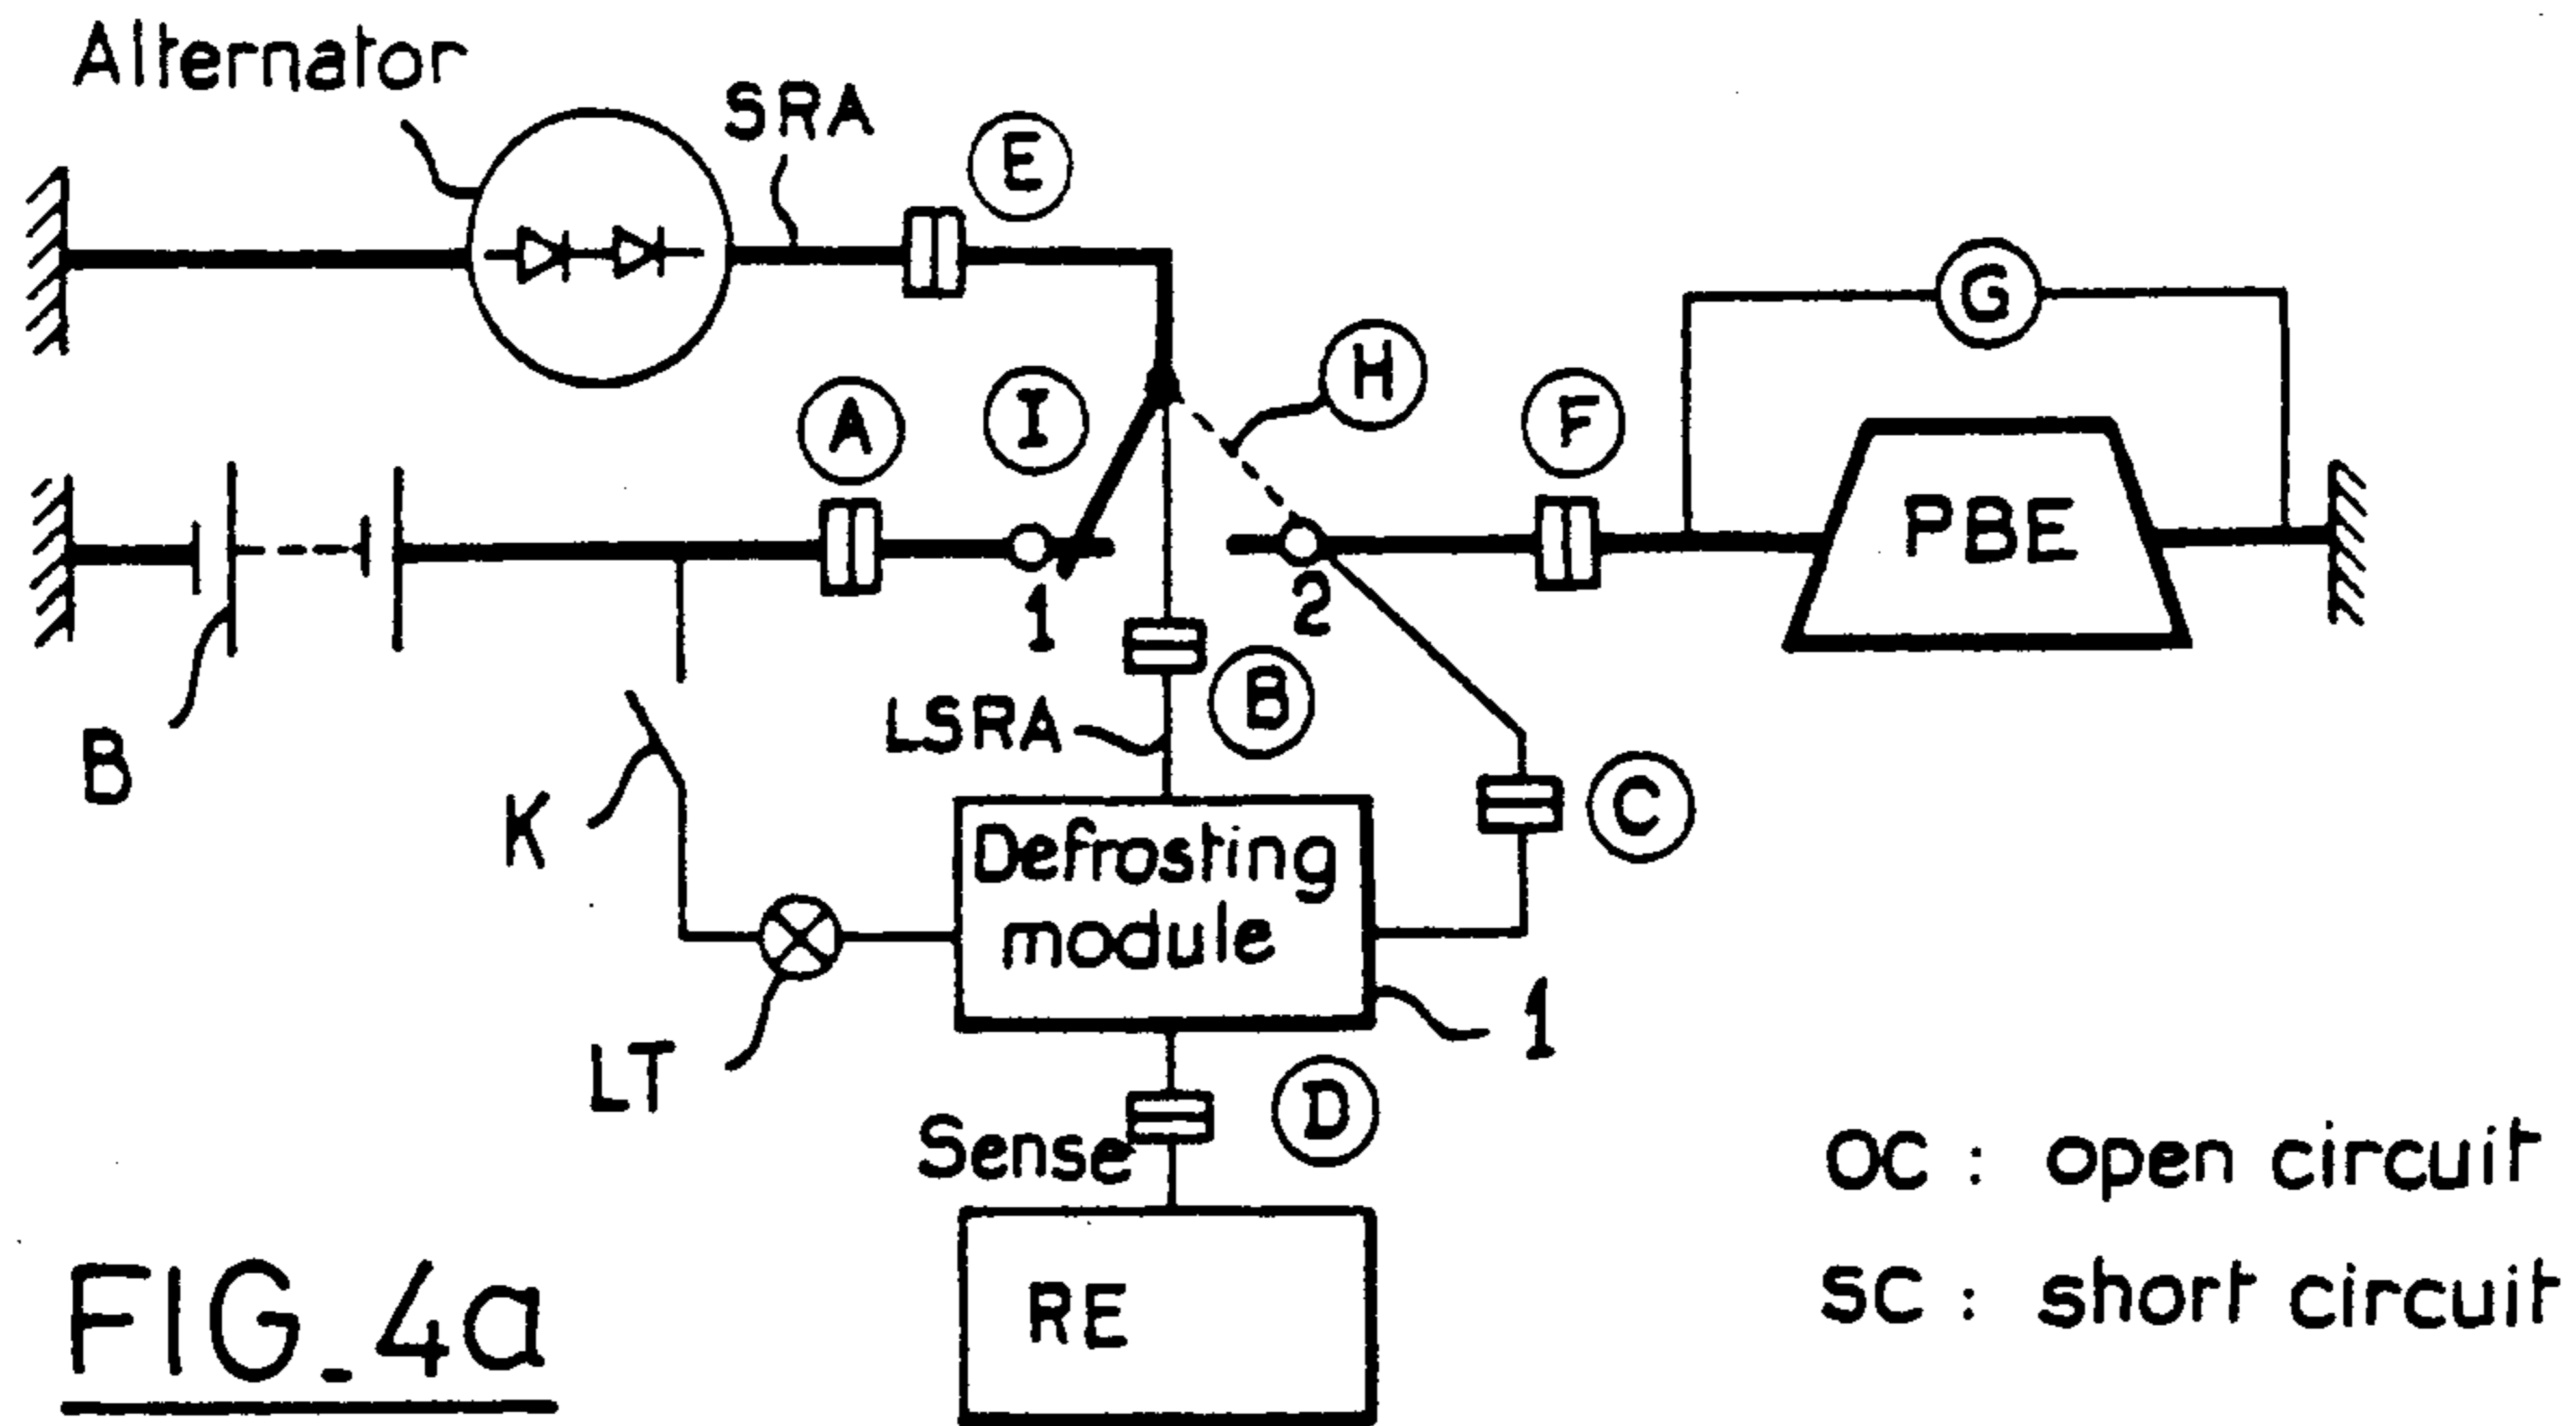 Alternator
SRA
E
G
H
A
I
F
PBE
1
2
B
LSRA
B
K
C
Defrosting
module
LT
1
D
Sense
OC : open circuit
RE
SC : short circuit
FIG_4a